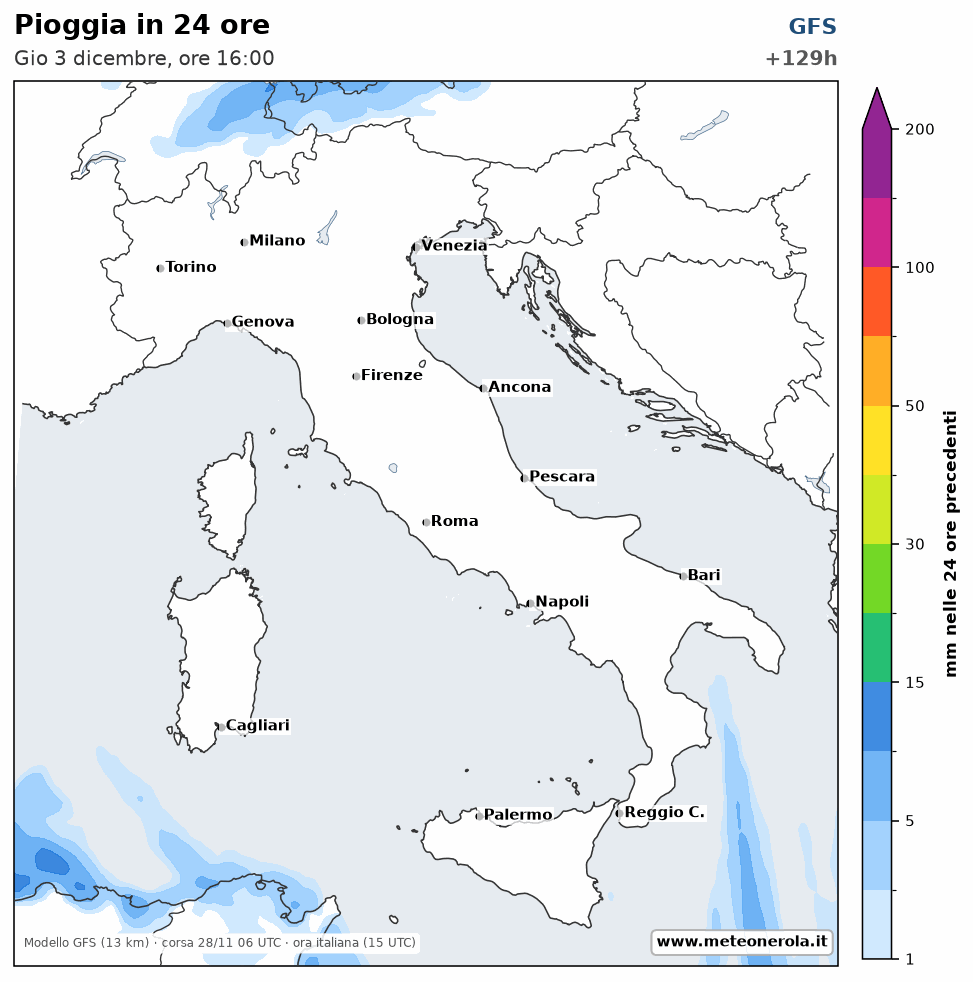 Pioggia in 24 ore
GFS
Gio 3 dicembre, ore 16:00
+129h
Milano
Venezia
Torino
Genova
Bologna
Firenze
Ancona
Pescara
Roma
Bari
Napoli
Cagliari
Palermo
Reggio C.
200
100
50
30
15
5
1
mm nelle 24 ore precedenti
Modello GFS (13 km) · corsa 28/11 06 UTC · ora italiana (15 UTC)
www.meteonerola.it